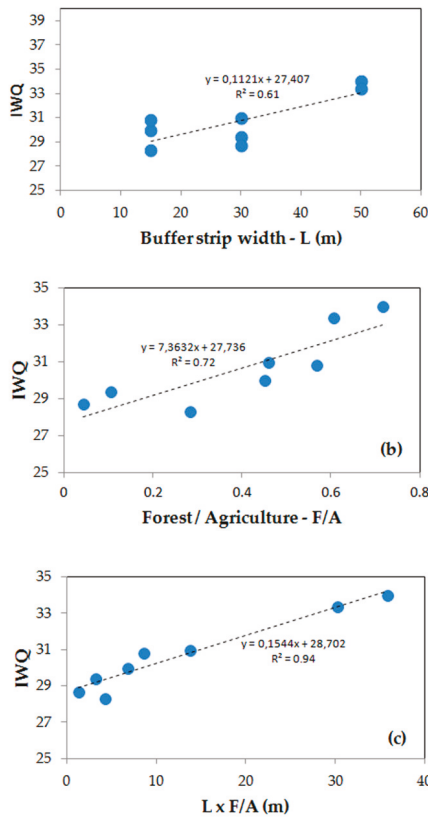 39
37
35
33
31
29
27
25
IWQ
y = 0,1121x + 27,407
R² = 0.61
0 10 20 30 40 50 60
Buffer strip width - L (m)
35
33
31
29
27
25
IWQ
y = 7,3632x + 27,736
R² = 0.72
(b)
0 0.2 0.4 0.6 0.8
Forest / Agriculture - F/A
35
33
31
29
27
25
IWQ
y = 0,1544x + 28,702
R² = 0.94
(c)
0 10 20 30 40
L x F/A (m)